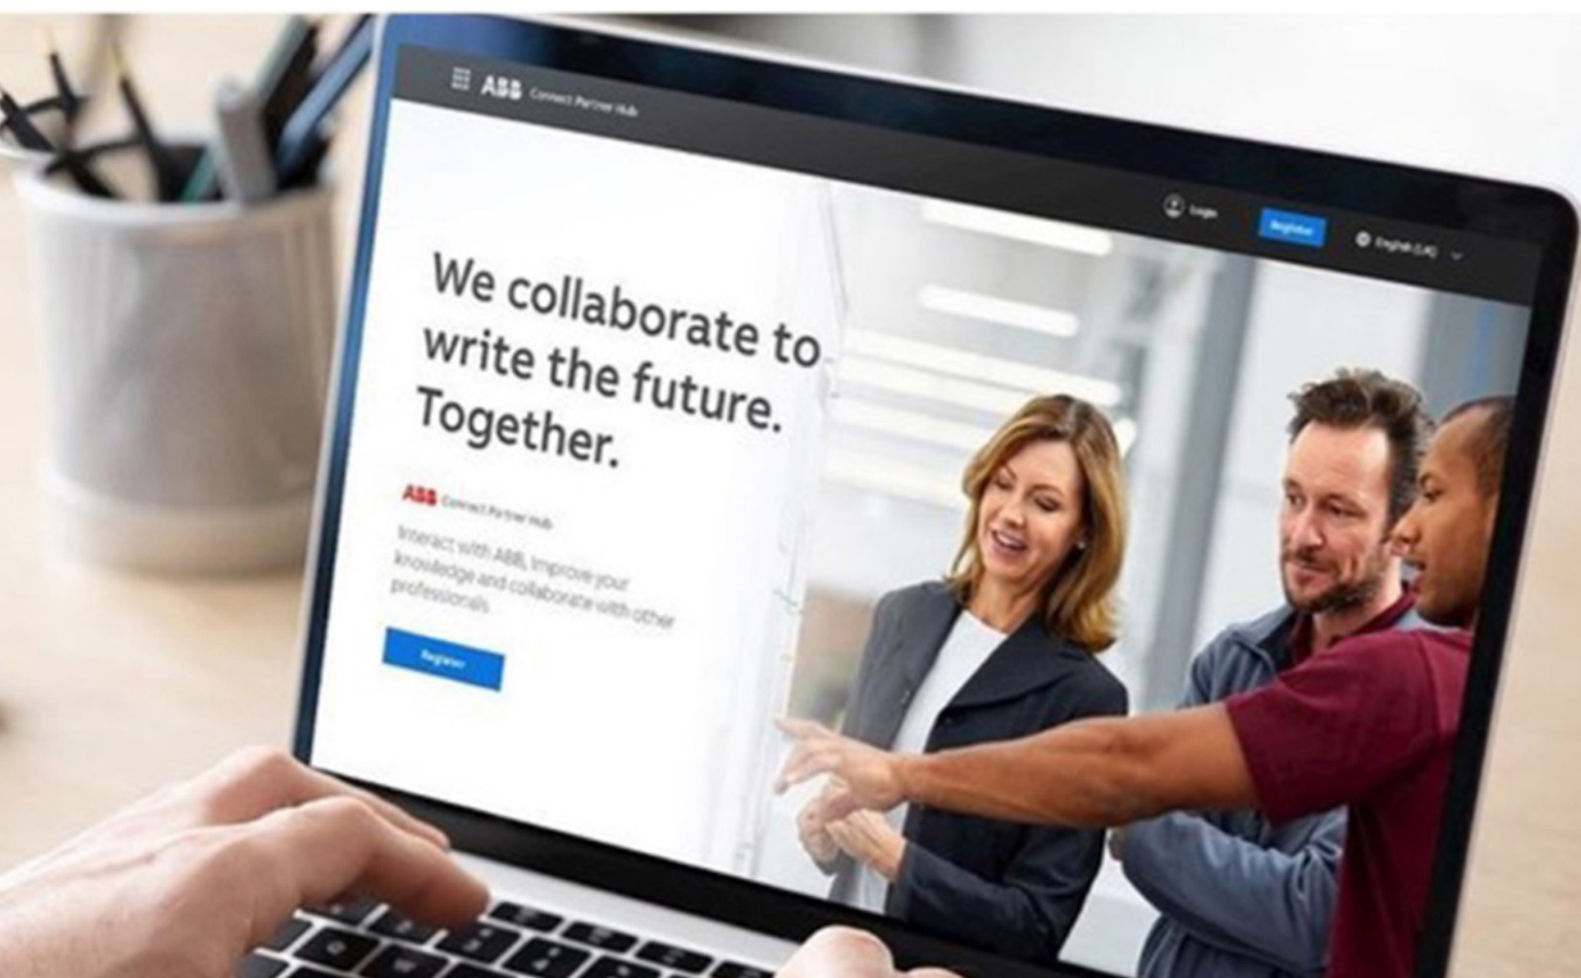 ABB Connect Partner Hub
Login
Register
English (UK)
We collaborate to
write the future.
Together.
ABB Connect Partner Hub
Interact with ABB, Improve your
knowledge and collaborate with other
professionals
Register